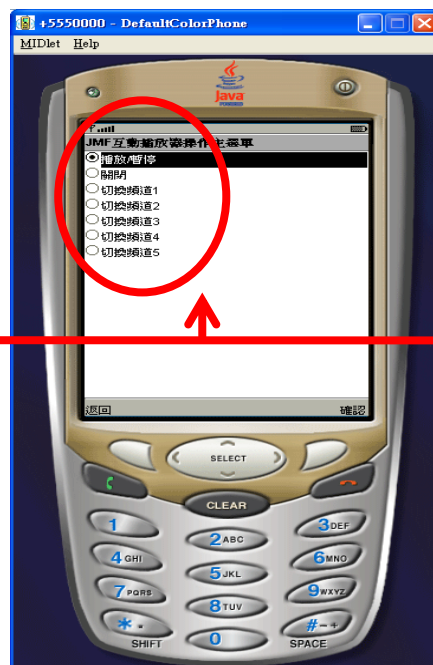 +5550000 - DefaultColorPhone
MIDlet Help
Java
POWERED
JMF互動播放器操作主選單
播放/暫停
關閉
切換頻道1
切換頻道2
切換頻道3
切換頻道4
切換頻道5
返回 確認
SELECT
CLEAR
1 2ABC 3DEF
4GHI 5JKL 6MNO
7PQRS 8TUV 9WXYZ
*. 0 #-+
SHIFT SPACE